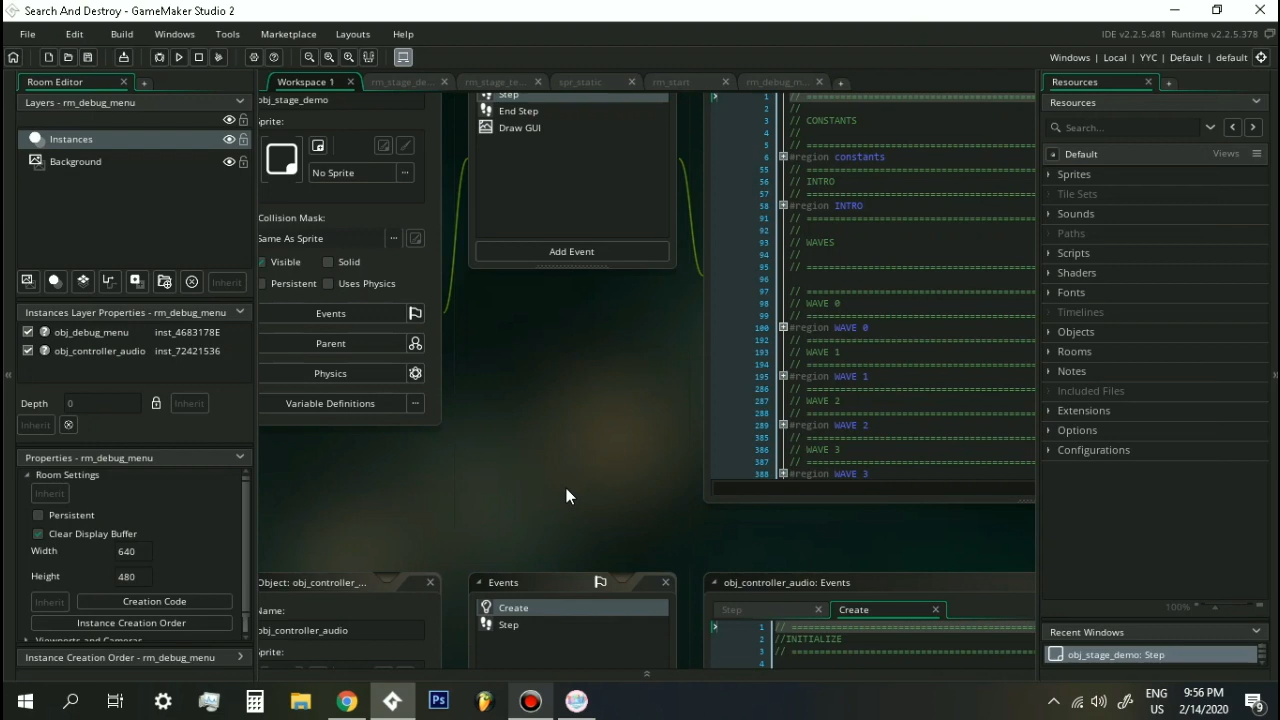 Search And Destroy - GameMaker Studio 2
File Edit Build Windows Tools Marketplace Layouts Help
IDE v2.2.5.481 Runtime v2.2.5.378
Windows | Local | YYC | Default | default
Room Editor
Layers - rm_debug_menu
Instances
Background
Inherit
Instances Layer Properties - rm_debug_menu
obj_debug_menu inst_4683178E
obj_controller_audio inst_72421536
Depth 0 Inherit
Inherit
Properties - rm_debug_menu
Room Settings
Inherit
Persistent
Clear Display Buffer
Width 640
Height 480
Inherit Creation Code
Instance Creation Order
Viewports and Cameras
Instance Creation Order - rm_debug_menu
Workspace 1 rm_stage_de... rm_stage_te... spr_static rm_start rm_debug_m...
obj_stage_demo
Sprite:
No Sprite
Collision Mask:
Same As Sprite
Visible Solid
Persistent Uses Physics
Events
Parent
Physics
Variable Definitions
Step
End Step
Draw GUI
Add Event
1 // ====================================
2 //
3 // CONSTANTS
4 //
5 // ====================================
6 #region constants
55 // ====================================
56 // INTRO
57 // ====================================
58 #region INTRO
91 // ====================================
92 //
93 // WAVES
94 //
95 // ====================================
96
97 // ====================================
98 // WAVE 0
99 // ====================================
100 #region WAVE 0
192 // ====================================
193 // WAVE 1
194 // ====================================
195 #region WAVE 1
286 // ====================================
287 // WAVE 2
288 // ====================================
289 #region WAVE 2
385 // ====================================
386 // WAVE 3
387 // ====================================
388 #region WAVE 3
Object: obj_controller_...
Name:
obj_controller_audio
Sprite:
Events
Create
Step
obj_controller_audio: Events
Step Create
1 // ====================================
2 //INITIALIZE
3 // ====================================
4
Resources
Resources
Search...
Default Views
Sprites
Tile Sets
Sounds
Paths
Scripts
Shaders
Fonts
Timelines
Objects
Rooms
Notes
Included Files
Extensions
Options
Configurations
100%
Recent Windows
obj_stage_demo: Step
Ps
ENG
US
9:56 PM
2/14/2020
9